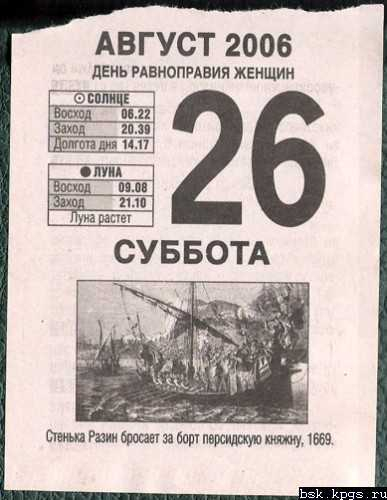 АВГУСТ 2006
ДЕНЬ РАВНОПРАВИЯ ЖЕНЩИН
СОЛНЦЕ
Восход 06.22
Заход 20.39
Долгота дня 14.17
ЛУНА
Восход 09.08
Заход 21.10
Луна растет
26
СУББОТА
Стенька Разин бросает за борт персидскую княжну, 1669.
bsk.kpgs.ru